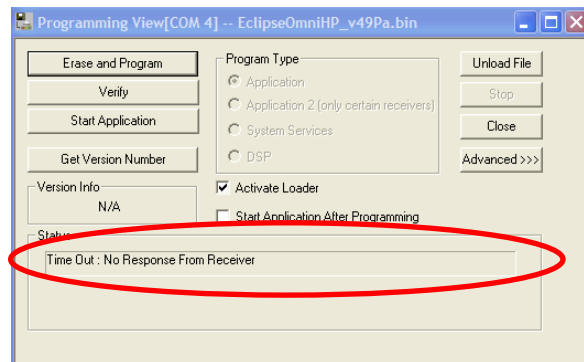 Programming View[COM 4] -- EclipseOmniHP_v49Pa.bin
Erase and Program
Verify
Start Application
Get Version Number
Program Type
Application
Application 2 (only certain receivers)
System Services
DSP
Unload File
Stop
Close
Advanced >>>
Version Info
N/A
Activate Loader
Start Application After Programming
Status
Time Out : No Response From Receiver